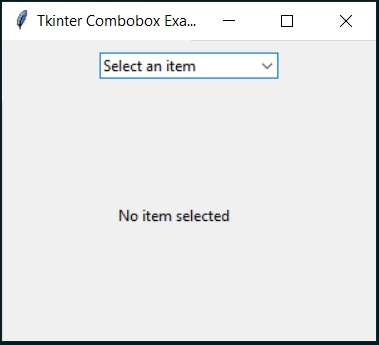 Tkinter Combobox Exa...
Select an item
No item selected